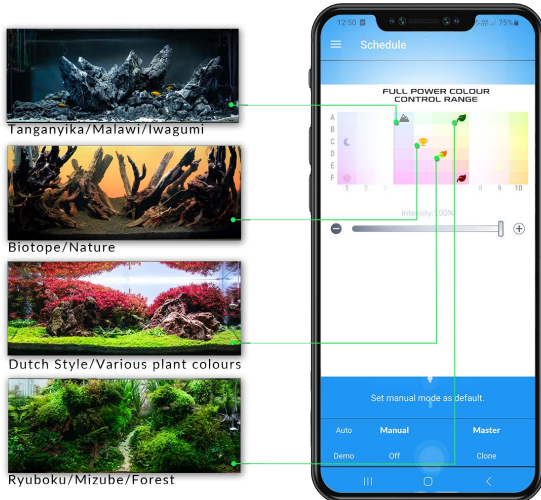 12:50
75%
Schedule
FULL POWER COLOUR
CONTROL RANGE
A
B
C
D
E
F
1 2 3 8 9 10
Intensity:100%
Set manual mode as default.
Auto Manual Master
Demo Off Clone
Tanganyika/Malawi/Iwagumi
Biotope/Nature
Dutch Style/Various plant colours
Ryuboku/Mizube/Forest